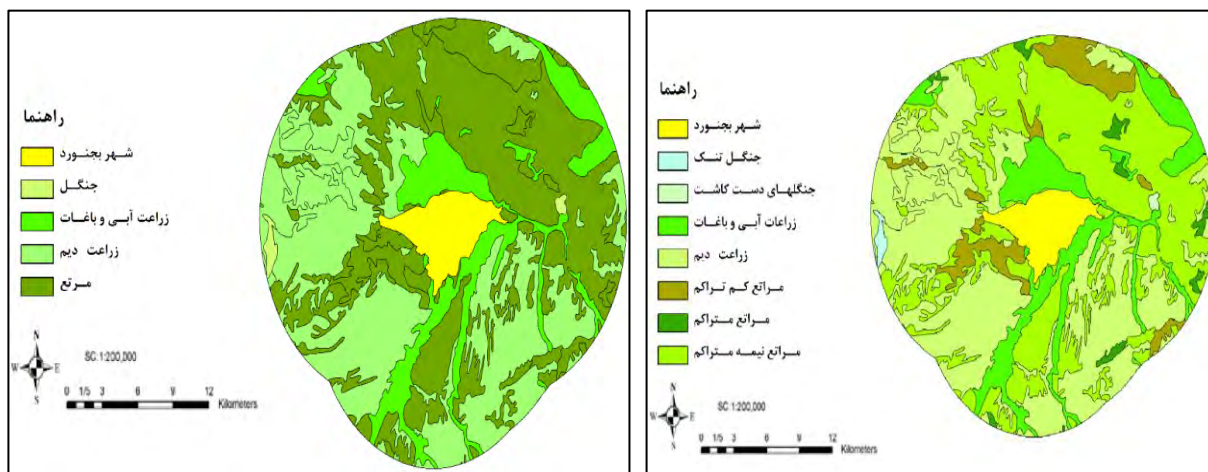 راهنما
شهر بجنورد
جنگل
زراعت آبی و باغات
زراعت دیم
مرتع
N
W E
S
SC: 1:200,000
0 1/5 3 6 9 12
Kilometers
راهنما
شهر بجنورد
جنگل تنک
جنگلهای دست کاشت
زراعات آبی و باغات
زراعت دیم
مراتع کم تراکم
مراتع متراکم
مراتع نیمه متراکم
N
W E
S
SC 1:200,000
0 1/5 3 6 9 12
Kilometers